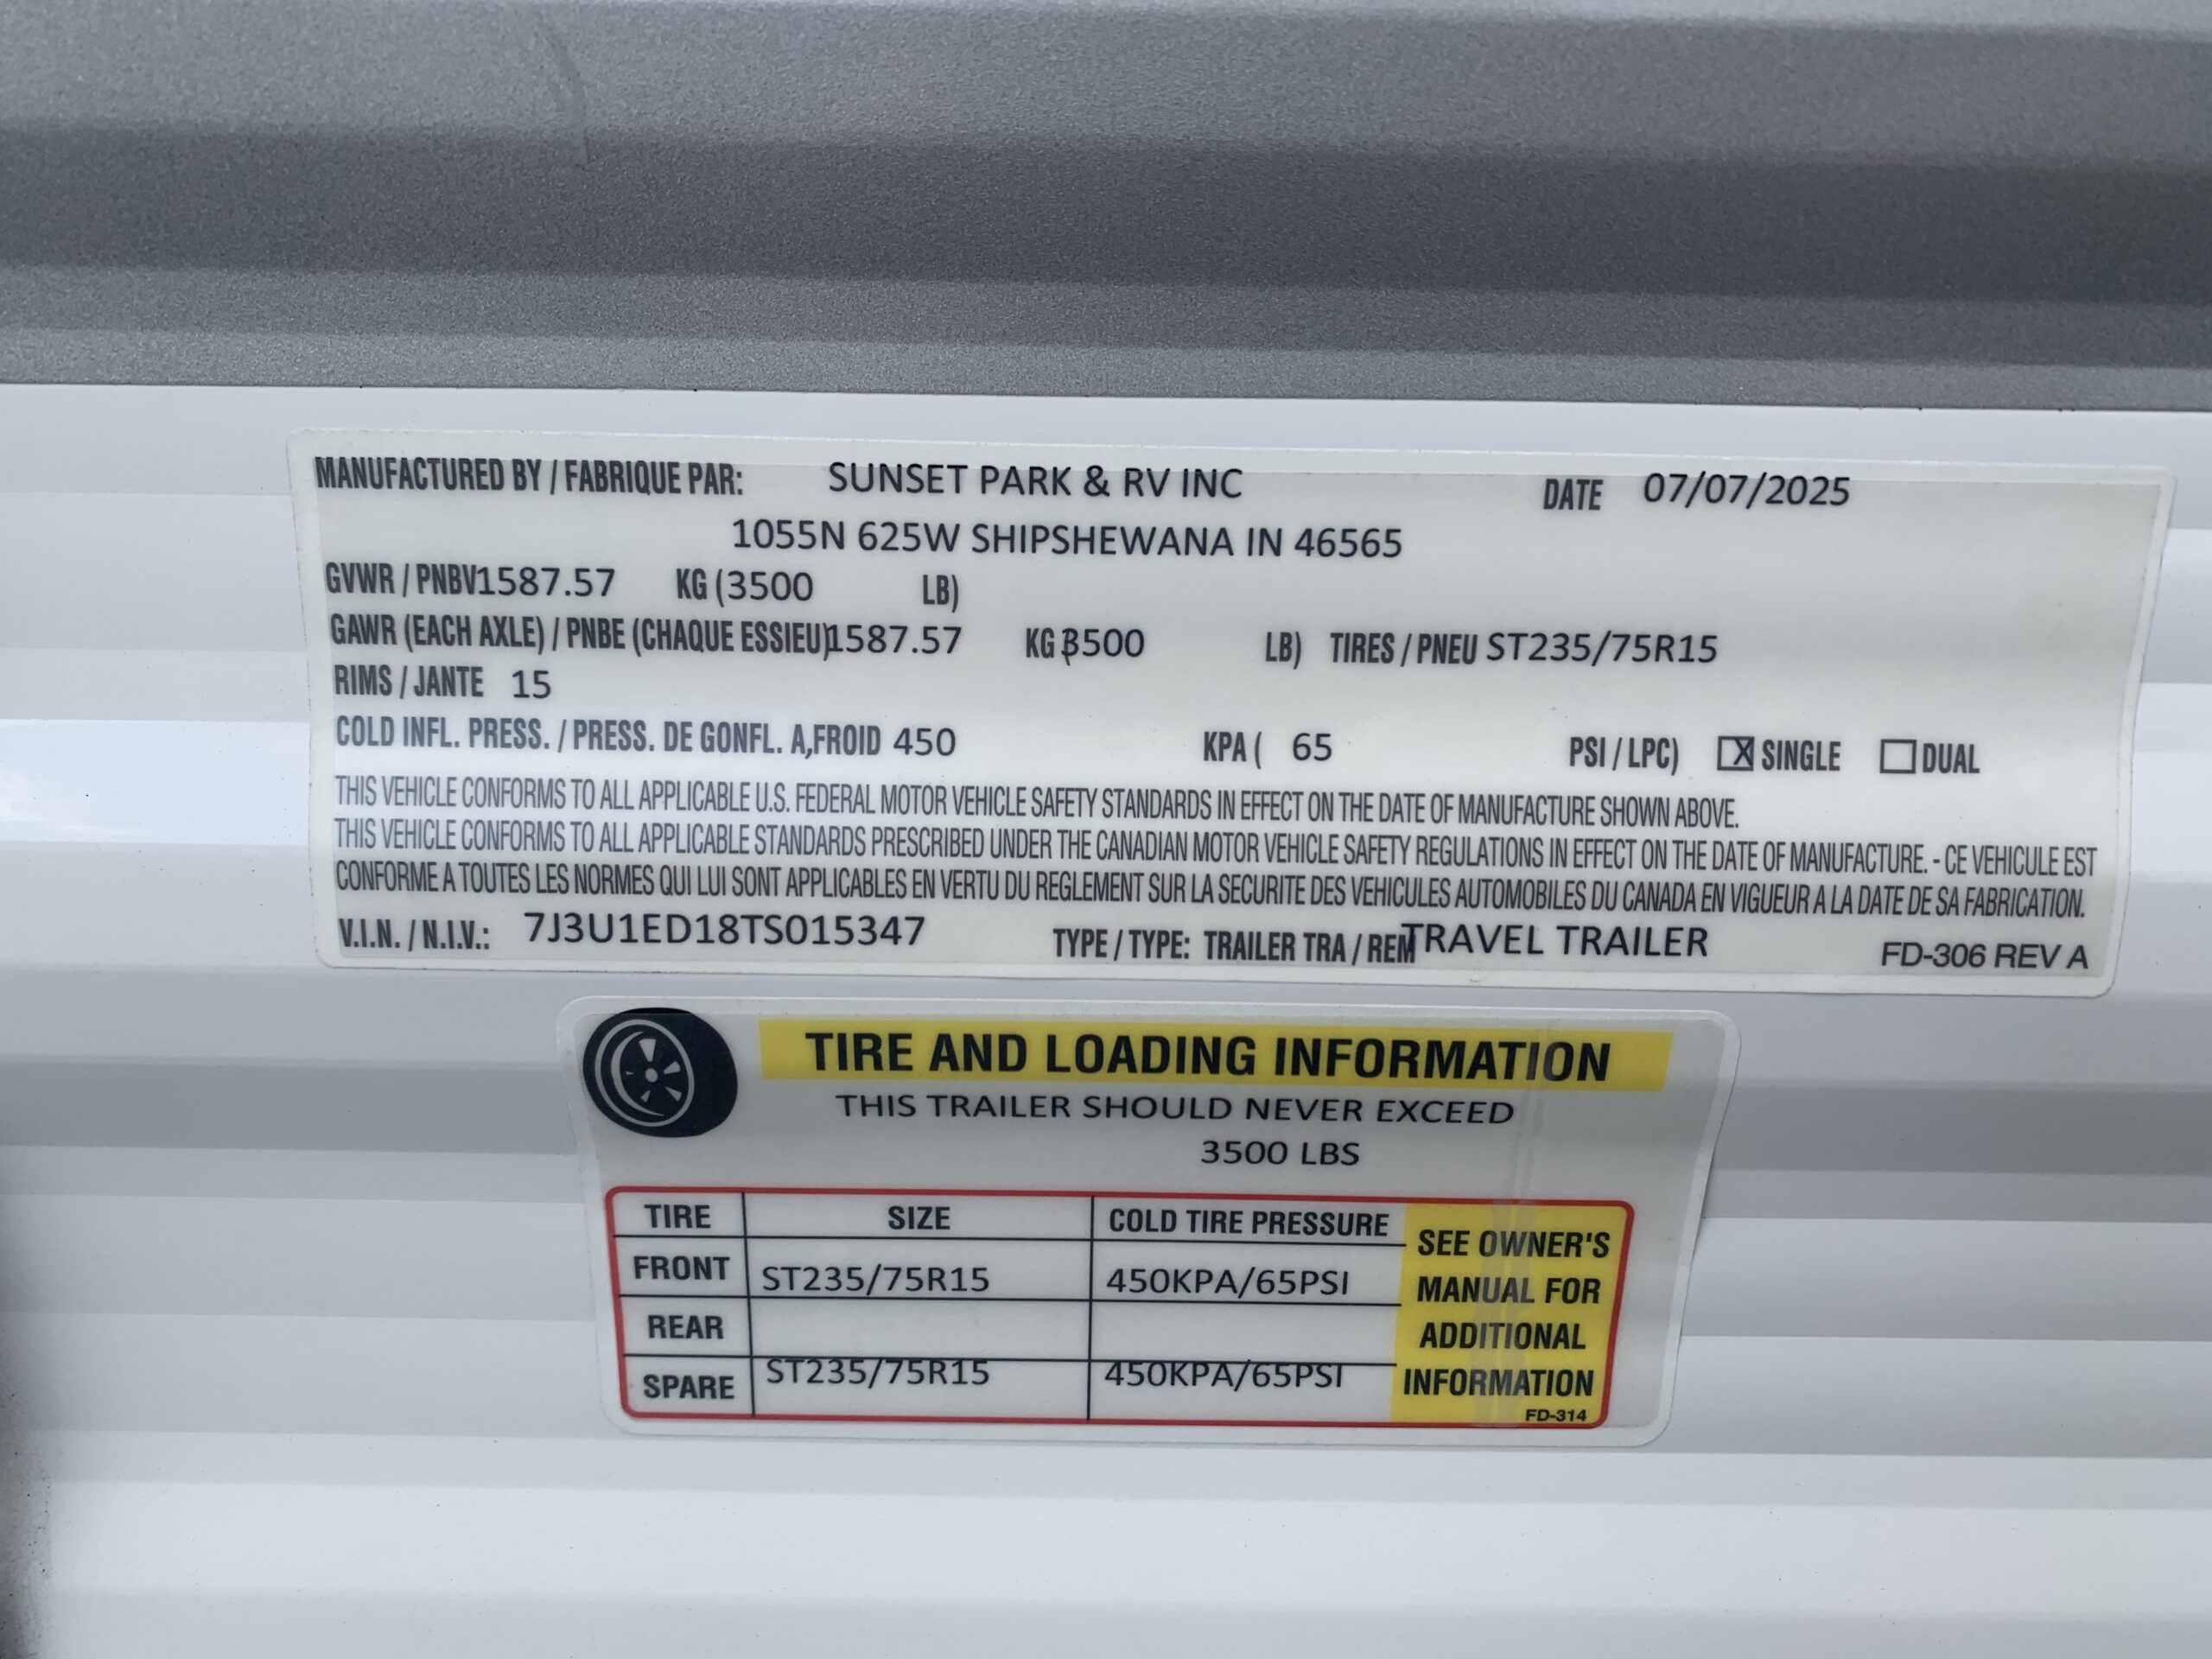 MANUFACTURED BY / FABRIQUE PAR: SUNSET PARK & RV INC DATE 07/07/2025
1055N 625W SHIPSHEWANA IN 46565
GVWR / PNBV 1587.57 KG (3500 LB)
GAWR (EACH AXLE) / PNBE (CHAQUE ESSIEU) 1587.57 KG (3500 LB) TIRES / PNEU ST235/75R15
RIMS / JANTE 15
COLD INFL. PRESS. / PRESS. DE GONFL. A,FROID 450 KPA ( 65 PSI / LPC) ☒ SINGLE ☐ DUAL
THIS VEHICLE CONFORMS TO ALL APPLICABLE U.S. FEDERAL MOTOR VEHICLE SAFETY STANDARDS IN EFFECT ON THE DATE OF MANUFACTURE SHOWN ABOVE.
THIS VEHICLE CONFORMS TO ALL APPLICABLE STANDARDS PRESCRIBED UNDER THE CANADIAN MOTOR VEHICLE SAFETY REGULATIONS IN EFFECT ON THE DATE OF MANUFACTURE. - CE VEHICULE EST
CONFORME A TOUTES LES NORMES QUI LUI SONT APPLICABLES EN VERTU DU REGLEMENT SUR LA SECURITE DES VEHICULES AUTOMOBILES DU CANADA EN VIGUEUR A LA DATE DE SA FABRICATION.
V.I.N. / N.I.V.: 7J3U1ED18TS015347 TYPE / TYPE: TRAILER TRA / REM TRAVEL TRAILER FD-306 REV A
TIRE AND LOADING INFORMATION
THIS TRAILER SHOULD NEVER EXCEED
3500 LBS
TIRE SIZE COLD TIRE PRESSURE
FRONT ST235/75R15 450KPA/65PSI
REAR
SPARE ST235/75R15 450KPA/65PSI
SEE OWNER'S
MANUAL FOR
ADDITIONAL
INFORMATION
FD-314